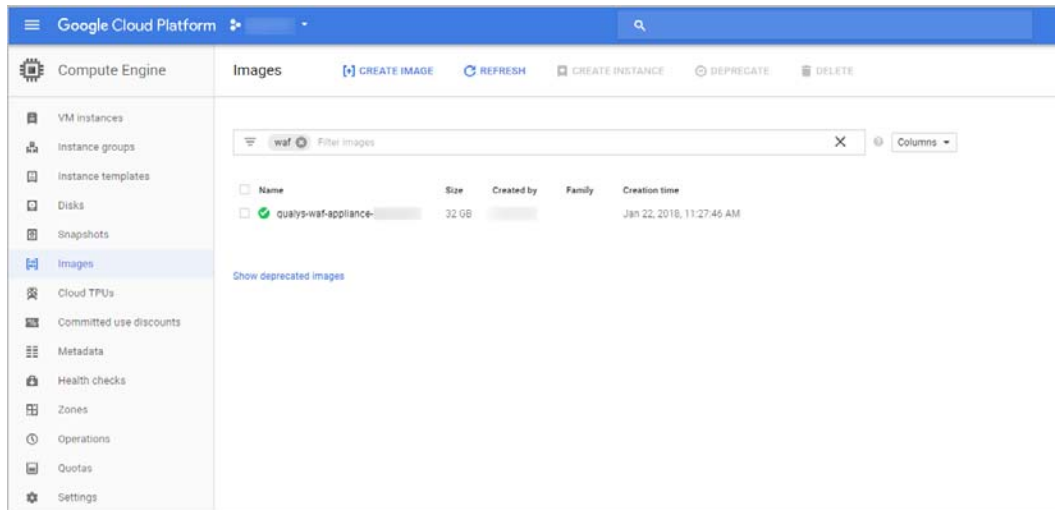 Google Cloud Platform
Compute Engine
Images
CREATE IMAGE
REFRESH
CREATE INSTANCE
DEPRECATE
DELETE
VM instances
Instance groups
Instance templates
Disks
Snapshots
Images
Cloud TPUs
Committed use discounts
Metadata
Health checks
Zones
Operations
Quotas
Settings
waf Filter images
Columns
Name Size Created by Family Creation time
qualys-waf-appliance- 32 GB Jan 22, 2018, 11:27:46 AM
Show deprecated images